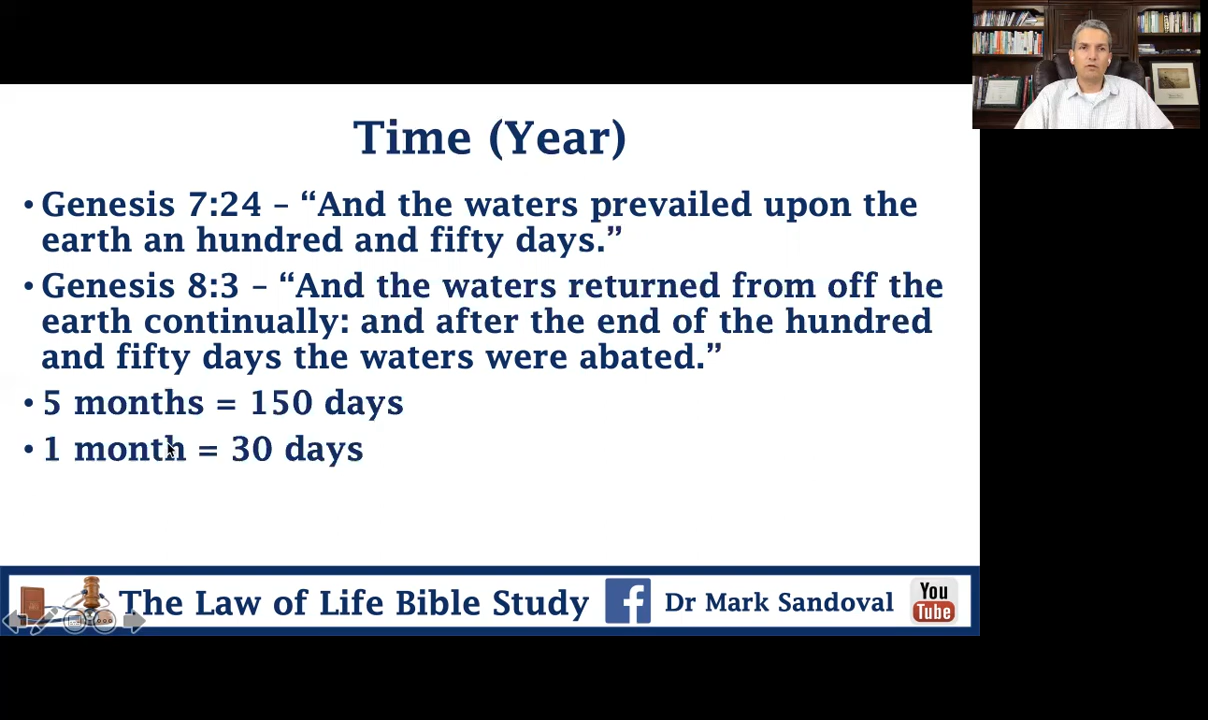 Time (Year)
• Genesis 7:24 – “And the waters prevailed upon the
earth an hundred and fifty days.”
• Genesis 8:3 – “And the waters returned from off the
earth continually: and after the end of the hundred
and fifty days the waters were abated.”
• 5 months = 150 days
• 1 month = 30 days
The Law of Life Bible Study
f
Dr Mark Sandoval
You
Tube